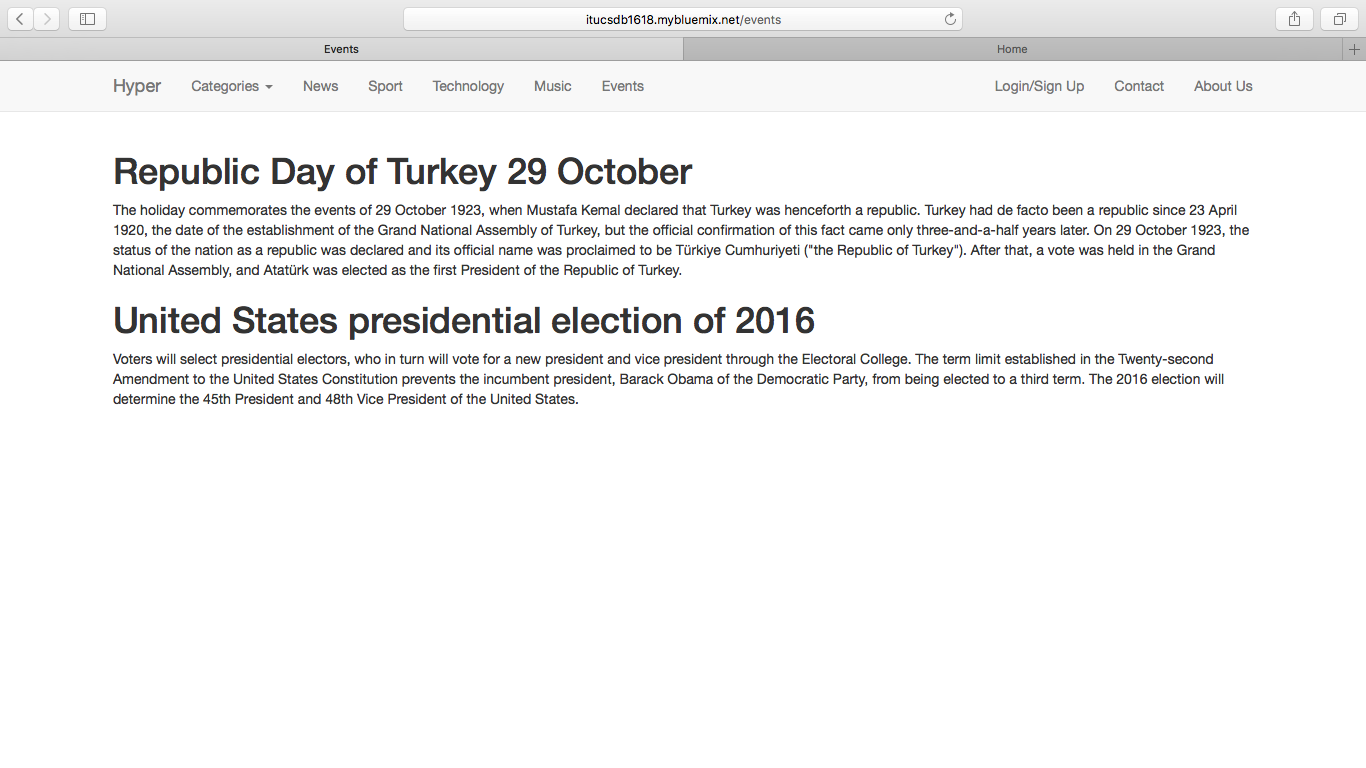 itucsdb1618.mybluemix.net/events
Events
Home
Hyper Categories News Sport Technology Music Events Login/Sign Up Contact About Us
Republic Day of Turkey 29 October
The holiday commemorates the events of 29 October 1923, when Mustafa Kemal declared that Turkey was henceforth a republic. Turkey had de facto been a republic since 23 April
1920, the date of the establishment of the Grand National Assembly of Turkey, but the official confirmation of this fact came only three-and-a-half years later. On 29 October 1923, the
status of the nation as a republic was declared and its official name was proclaimed to be Türkiye Cumhuriyeti ("the Republic of Turkey"). After that, a vote was held in the Grand
National Assembly, and Atatürk was elected as the first President of the Republic of Turkey.
United States presidential election of 2016
Voters will select presidential electors, who in turn will vote for a new president and vice president through the Electoral College. The term limit established in the Twenty-second
Amendment to the United States Constitution prevents the incumbent president, Barack Obama of the Democratic Party, from being elected to a third term. The 2016 election will
determine the 45th President and 48th Vice President of the United States.